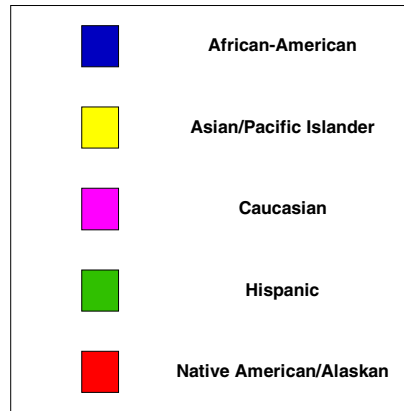 African-American
Asian/Pacific Islander
Caucasian
Hispanic
Native American/Alaskan